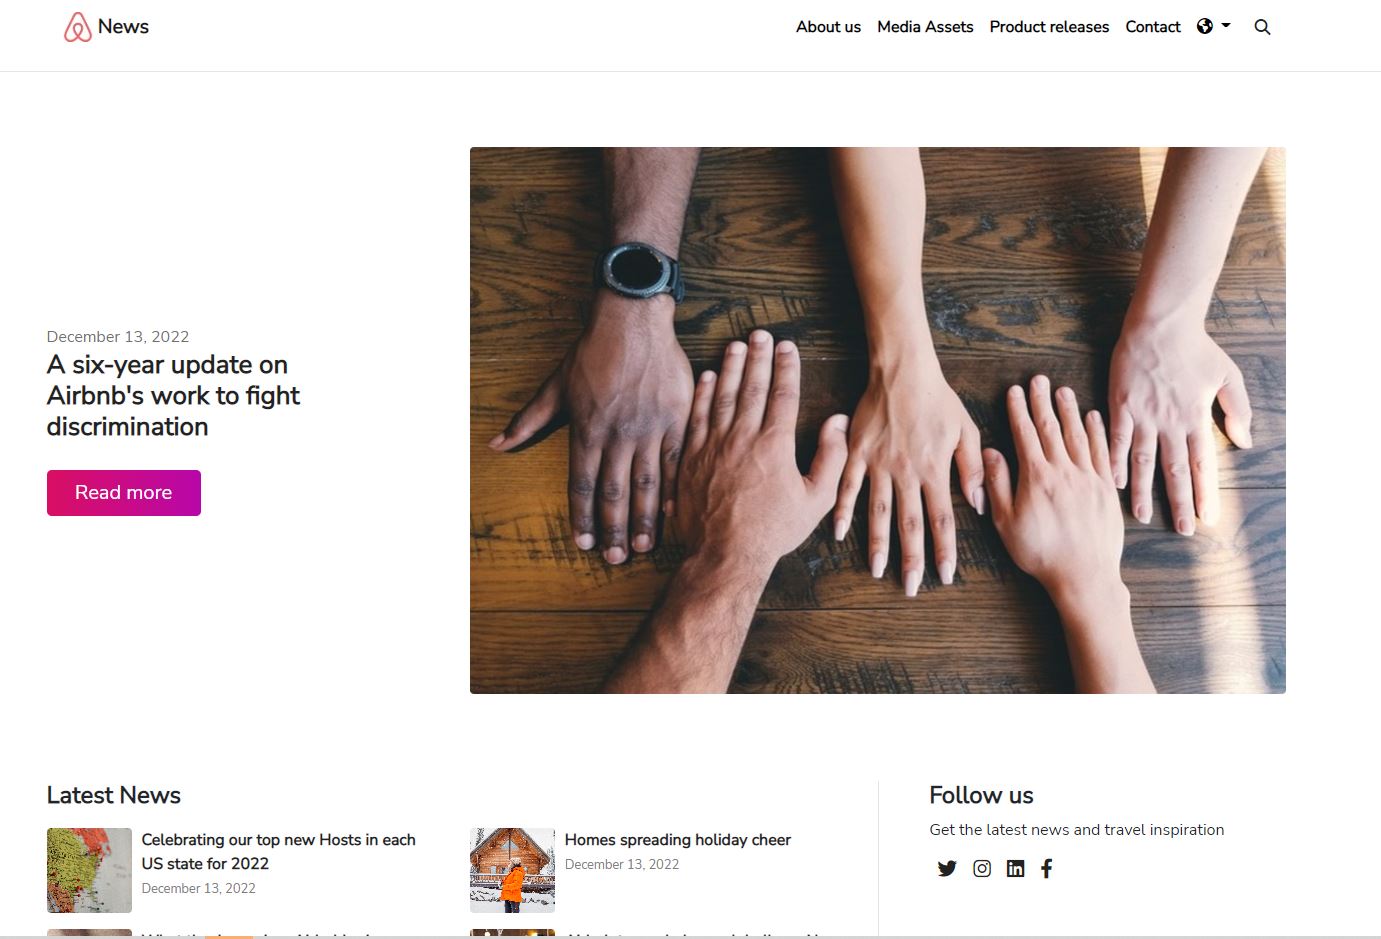 News
About us
Media Assets
Product releases
Contact
December 13, 2022
A six-year update on
Airbnb's work to fight
discrimination
Read more
Latest News
Celebrating our top new Hosts in each
US state for 2022
December 13, 2022
Homes spreading holiday cheer
December 13, 2022
Follow us
Get the latest news and travel inspiration